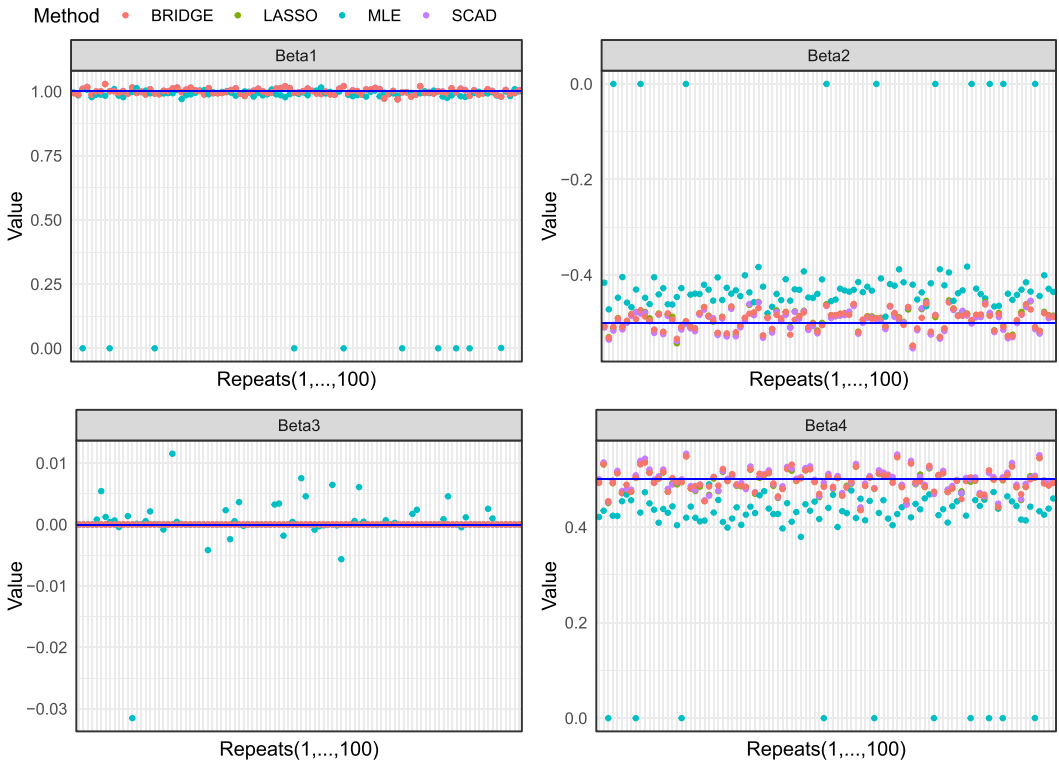 Method BRIDGE LASSO MLE SCAD
Beta1
Value
1.00
0.75
0.50
0.25
0.00
Repeats(1,...,100)
Beta2
Value
0.0
−0.2
−0.4
Repeats(1,...,100)
Beta3
Value
0.01
0.00
−0.01
−0.02
−0.03
Repeats(1,...,100)
Beta4
Value
0.4
0.2
0.0
Repeats(1,...,100)